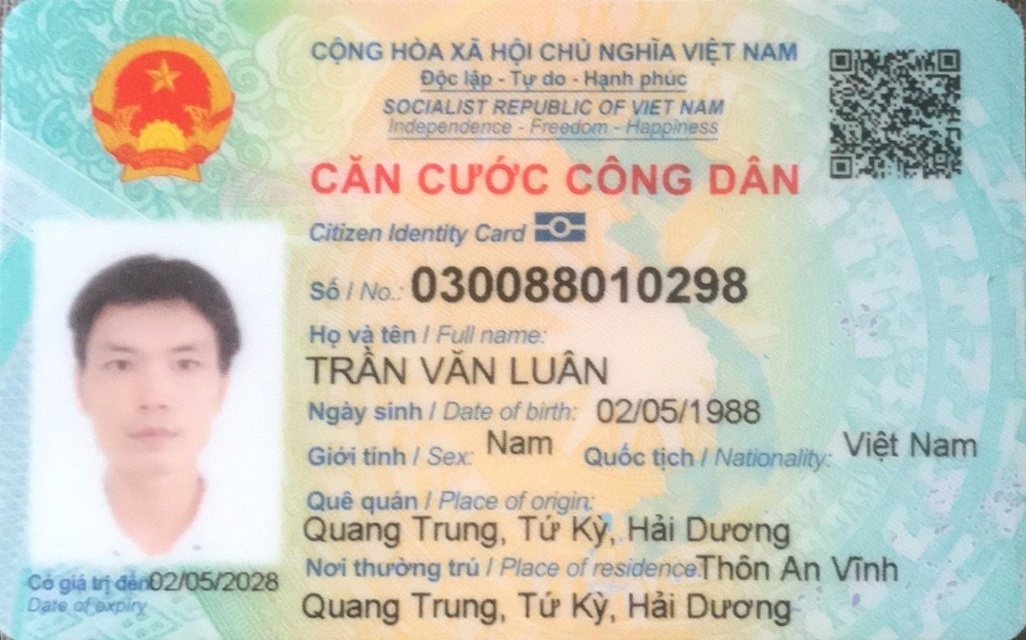 CỘNG HÒA XÃ HỘI CHỦ NGHĨA VIỆT NAM
Độc lập - Tự do - Hạnh phúc
SOCIALIST REPUBLIC OF VIET NAM
Independence - Freedom - Happiness
CĂN CƯỚC CÔNG DÂN
Citizen Identity Card
Số / No.: 030088010298
Họ và tên / Full name:
TRẦN VĂN LUÂN
Ngày sinh / Date of birth: 02/05/1988
Giới tính / Sex: Nam Quốc tịch / Nationality: Việt Nam
Quê quán / Place of origin:
Quang Trung, Tứ Kỳ, Hải Dương
Nơi thường trú / Place of residence: Thôn An Vĩnh
Quang Trung, Tứ Kỳ, Hải Dương
Có giá trị đến 02/05/2028
Date of expiry